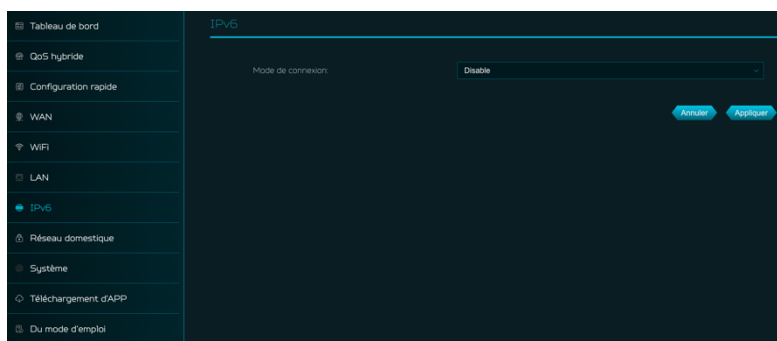 Tableau de bord
QoS hybride
Configuration rapide
WAN
WiFi
LAN
IPv6
Réseau domestique
Système
Téléchargement d'APP
Du mode d'emploi
IPv6
Mode de connexion: Disable
Annuler Appliquer